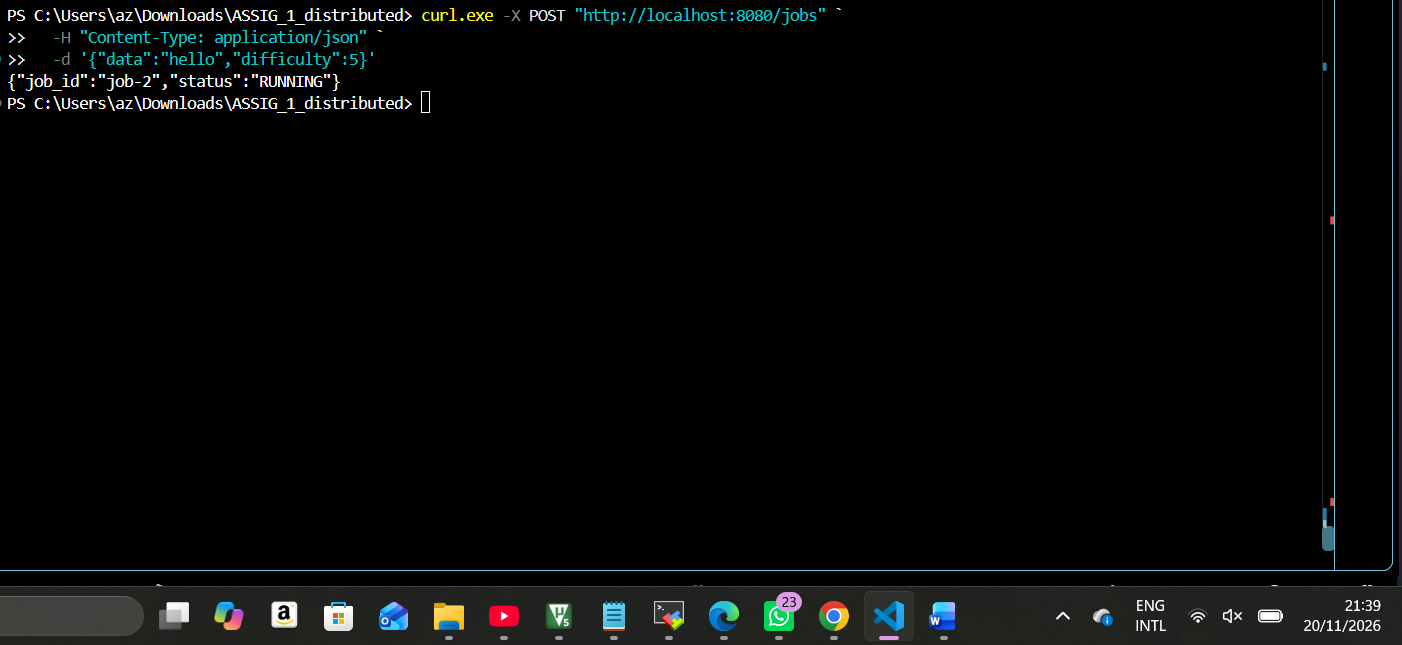 PS C:\Users\az\Downloads\ASSIG_1_distributed> curl.exe -X POST "http://localhost:8080/jobs" `
>>   -H "Content-Type: application/json" `
>>   -d '{"data":"hello","difficulty":5}'
{"job_id":"job-2","status":"RUNNING"}
PS C:\Users\az\Downloads\ASSIG_1_distributed>
23
ENG
INTL
21:39
20/11/2026